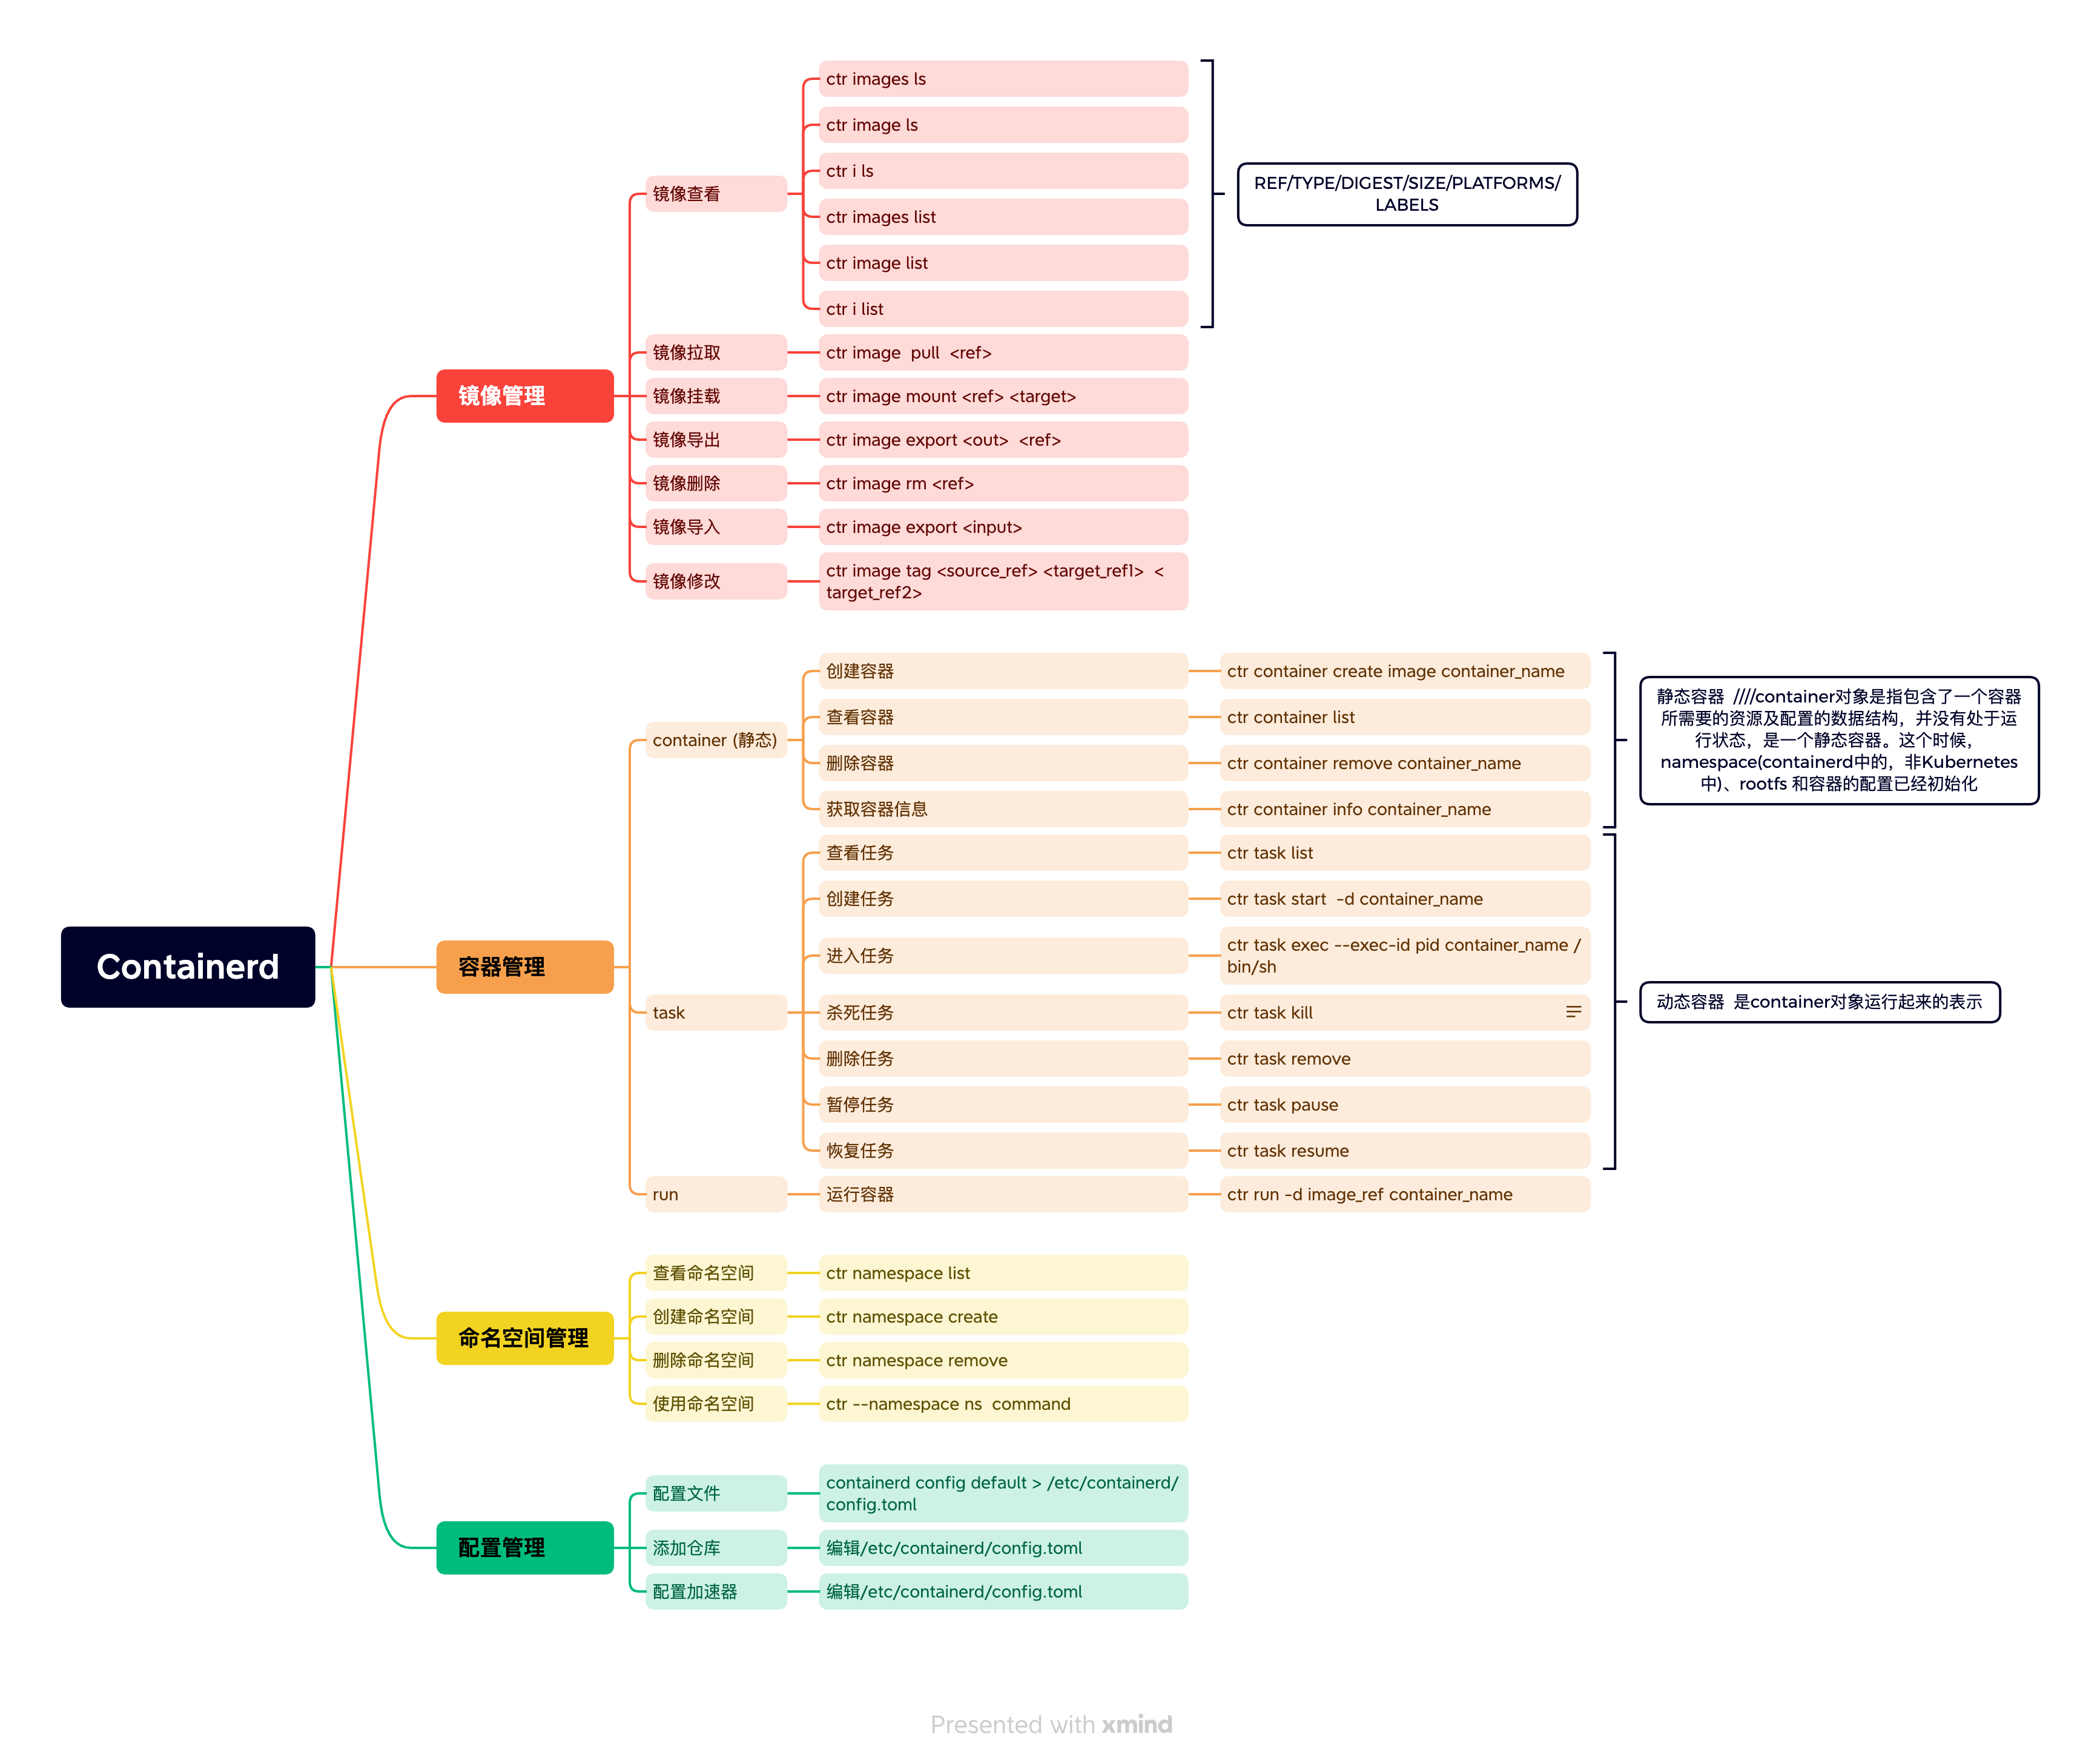 Containerd
镜像管理
镜像查看
ctr images ls
ctr image ls
ctr i ls
ctr images list
ctr image list
ctr i list
REF/TYPE/DIGEST/SIZE/PLATFORMS/
LABELS
镜像拉取
ctr image  pull  <ref>
镜像挂载
ctr image mount <ref> <target>
镜像导出
ctr image export <out>  <ref>
镜像删除
ctr image rm <ref>
镜像导入
ctr image export <input>
镜像修改
ctr image tag <source_ref> <target_ref1>  <
target_ref2>
容器管理
container (静态)
创建容器
ctr container create image container_name
查看容器
ctr container list
删除容器
ctr container remove container_name
获取容器信息
ctr container info container_name
静态容器  ////container对象是指包含了一个容器
所需要的资源及配置的数据结构，并没有处于运
行状态，是一个静态容器。这个时候，
namespace(containerd中的，非Kubernetes
中)、rootfs 和容器的配置已经初始化
task
查看任务
ctr task list
创建任务
ctr task start  -d container_name
进入任务
ctr task exec --exec-id pid container_name /
bin/sh
杀死任务
ctr task kill
删除任务
ctr task remove
暂停任务
ctr task pause
恢复任务
ctr task resume
动态容器  是container对象运行起来的表示
run
运行容器
ctr run -d image_ref container_name
命名空间管理
查看命名空间
ctr namespace list
创建命名空间
ctr namespace create
删除命名空间
ctr namespace remove
使用命名空间
ctr --namespace ns  command
配置管理
配置文件
containerd config default > /etc/containerd/
config.toml
添加仓库
编辑/etc/containerd/config.toml
配置加速器
编辑/etc/containerd/config.toml
Presented with xmind